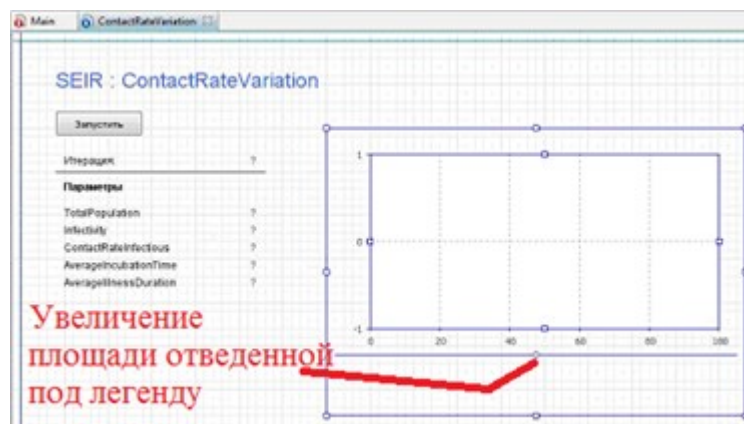 Main ContactRateVariation
SEIR : ContactRateVariation
Запустить
Итерация: ?
Параметры
TotalPopulation ?
Infectivity ?
ContactRateInfectious ?
AverageIncubationTime ?
AverageIllnessDuration ?
1
0
-1
0 20 40 60 80 100
Увеличение
площади отведенной
под легенду